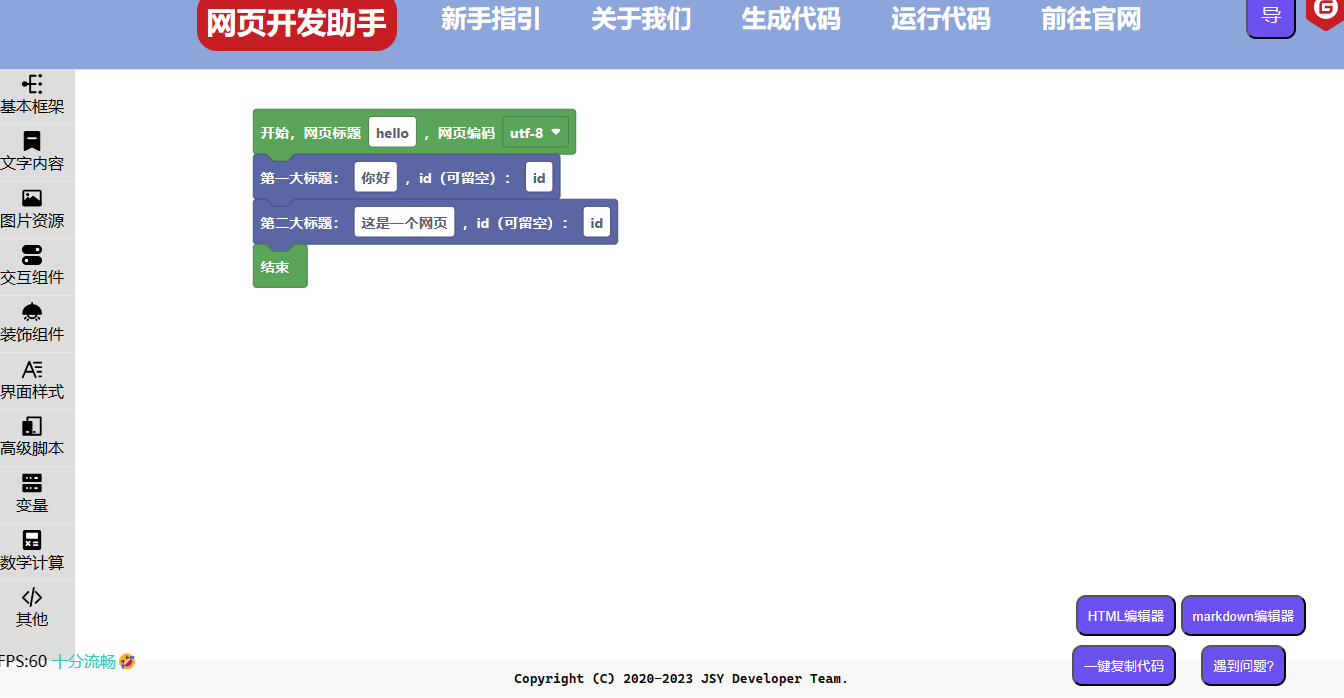 网页开发助手 新手指引 关于我们 生成代码 运行代码 前往官网 导 G
基本框架
文字内容
图片资源
交互组件
装饰组件
界面样式
高级脚本
变量
数学计算
其他
开始，网页标题 hello ，网页编码 utf-8
第一大标题： 你好 ，id（可留空）： id
第二大标题： 这是一个网页 ，id（可留空）： id
结束
HTML编辑器 markdown编辑器
一键复制代码 遇到问题?
FPS:60 十分流畅🤣
Copyright (C) 2020-2023 JSY Developer Team.